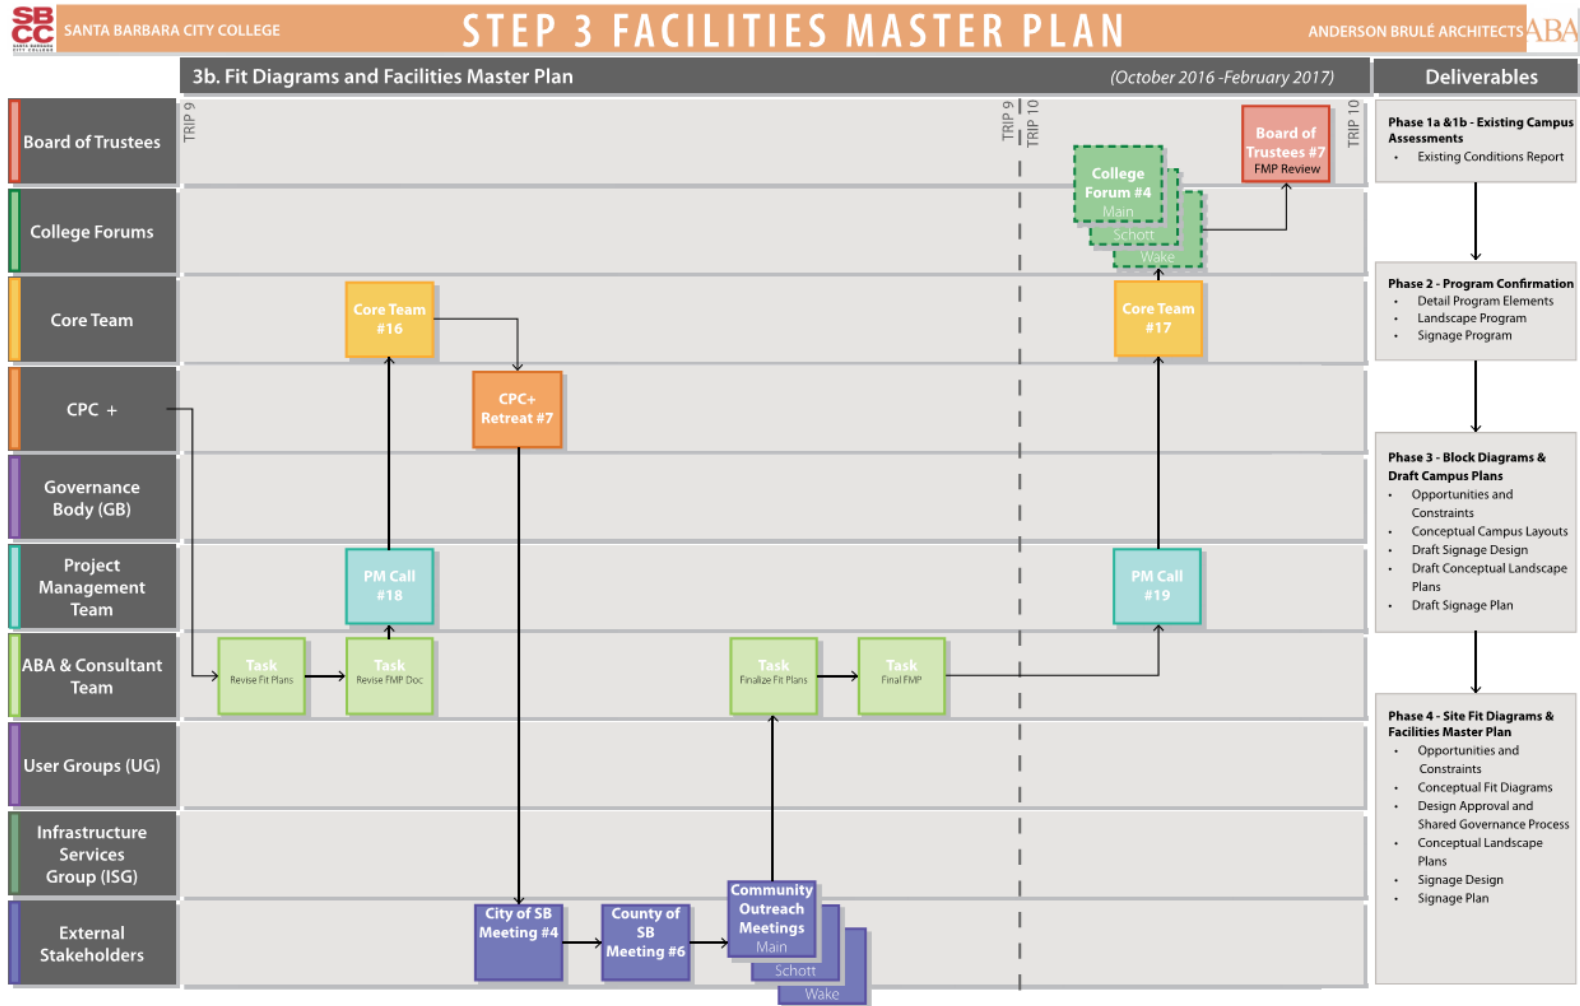 SB
CC
SANTA BARBARA
CITY COLLEGE
SANTA BARBARA CITY COLLEGE
STEP 3 FACILITIES MASTER PLAN
ANDERSON BRULÉ ARCHITECTS
ABA
3b. Fit Diagrams and Facilities Master Plan
(October 2016 -February 2017)
Deliverables
TRIP 9
TRIP 9
TRIP 10
TRIP 10
Board of Trustees
Board of
Trustees #7
FMP Review
College Forums
College
Forum #4
Main
Schott
Wake
Core Team
Core Team
#16
Core Team
#17
CPC +
CPC+
Retreat #7
Governance
Body (GB)
Project
Management
Team
PM Call
#18
PM Call
#19
ABA & Consultant
Team
Task
Revise Fit Plans
Task
Revise FMP Doc
Task
Finalize Fit Plans
Task
Final FMP
User Groups (UG)
Infrastructure
Services
Group (ISG)
External
Stakeholders
City of SB
Meeting #4
County of
SB
Meeting #6
Community
Outreach
Meetings
Main
Schott
Wake
Phase 1a &1b - Existing Campus
Assessments
• Existing Conditions Report
Phase 2 - Program Confirmation
• Detail Program Elements
• Landscape Program
• Signage Program
Phase 3 - Block Diagrams &
Draft Campus Plans
• Opportunities and
Constraints
• Conceptual Campus Layouts
• Draft Signage Design
• Draft Conceptual Landscape
Plans
• Draft Signage Plan
Phase 4 - Site Fit Diagrams &
Facilities Master Plan
• Opportunities and
Constraints
• Conceptual Fit Diagrams
• Design Approval and
Shared Governance Process
• Conceptual Landscape
Plans
• Signage Design
• Signage Plan